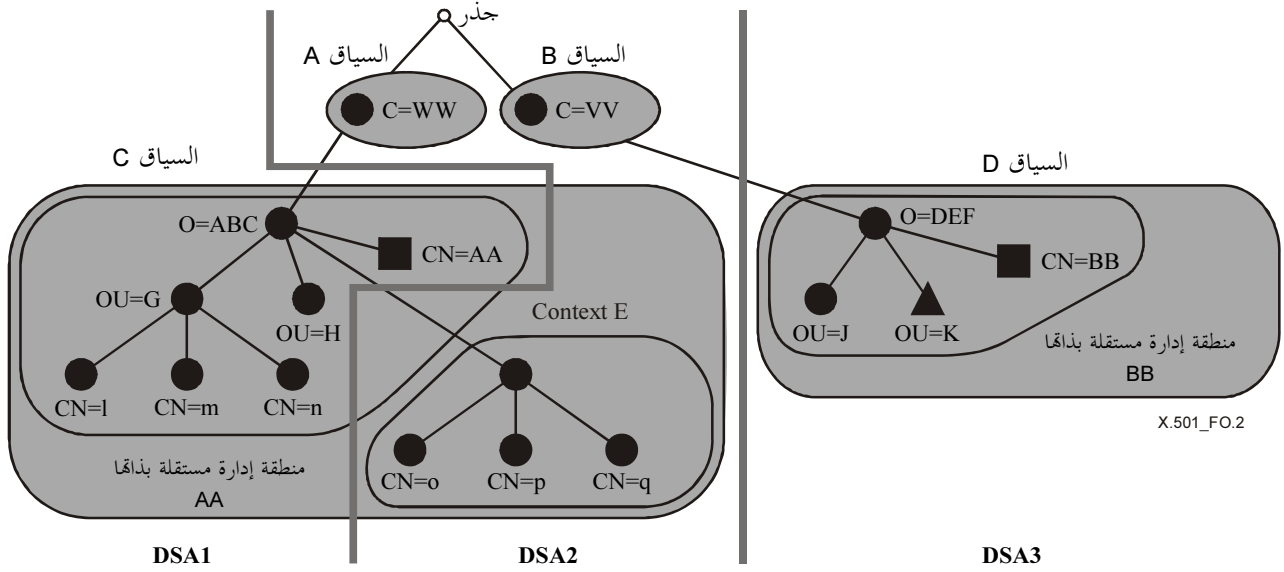 جذر
السياق A
السياق B
C=WW
C=VV
السياق C
السياق D
O=ABC
CN=AA
O=DEF
CN=BB
OU=G
OU=H
Context E
OU=J
OU=K
منطقة إدارة مستقلة بذاتها
BB
CN=l
CN=m
CN=n
X.501_FO.2
منطقة إدارة مستقلة بذاتها
AA
CN=o
CN=p
CN=q
DSA1
DSA2
DSA3